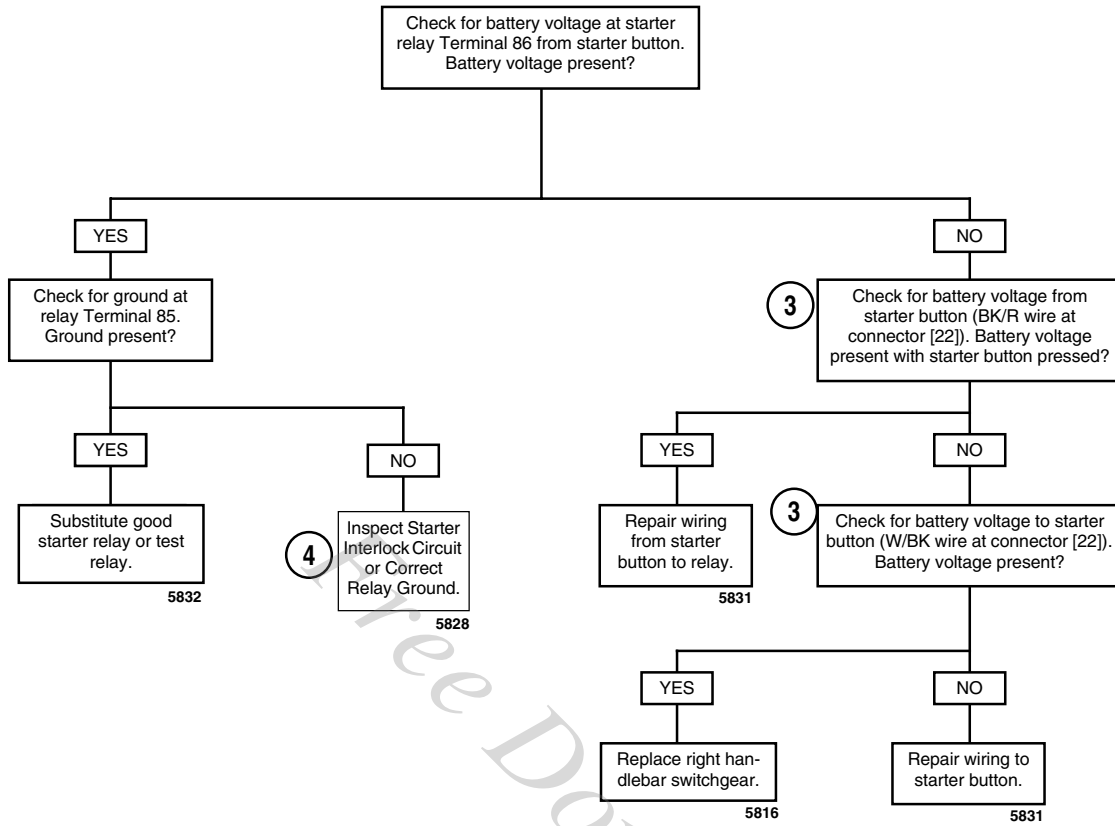 Check for battery voltage at starter
relay Terminal 86 from starter button.
Battery voltage present?
YES
NO
Check for ground at
relay Terminal 85.
Ground present?
3
Check for battery voltage from
starter button (BK/R wire at
connector [22]). Battery voltage
present with starter button pressed?
YES
NO
YES
NO
Substitute good
starter relay or test
relay.
5832
4
Inspect Starter
Interlock Circuit
or Correct
Relay Ground.
5828
Repair wiring
from starter
button to relay.
5831
3
Check for battery voltage to starter
button (W/BK wire at connector [22]).
Battery voltage present?
YES
NO
Replace right han-
dlebar switchgear.
5816
Repair wiring to
starter button.
5831
Free Do